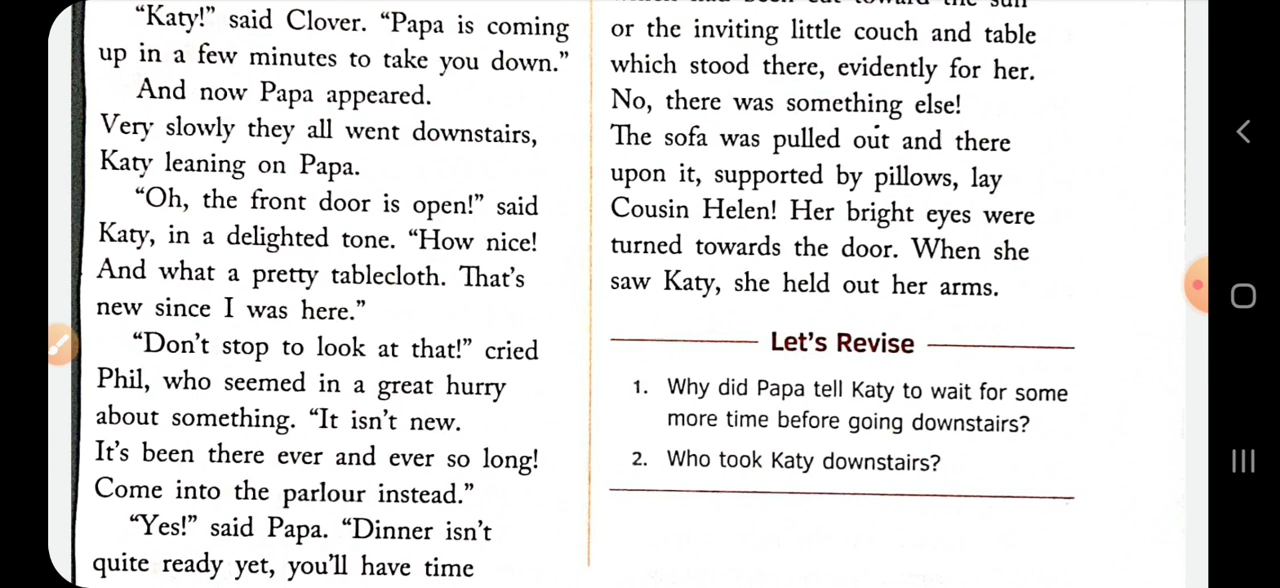 “Katy!” said Clover. “Papa is coming
up in a few minutes to take you down.”
And now Papa appeared.
Very slowly they all went downstairs,
Katy leaning on Papa.
“Oh, the front door is open!” said
Katy, in a delighted tone. “How nice!
And what a pretty tablecloth. That’s
new since I was here.”
“Don’t stop to look at that!” cried
Phil, who seemed in a great hurry
about something. “It isn’t new.
It’s been there ever and ever so long!
Come into the parlour instead.”
“Yes!” said Papa. “Dinner isn’t
quite ready yet, you’ll have time
or the inviting little couch and table
which stood there, evidently for her.
No, there was something else!
The sofa was pulled out and there
upon it, supported by pillows, lay
Cousin Helen! Her bright eyes were
turned towards the door. When she
saw Katy, she held out her arms.
Let’s Revise
1. Why did Papa tell Katy to wait for some
more time before going downstairs?
2. Who took Katy downstairs?